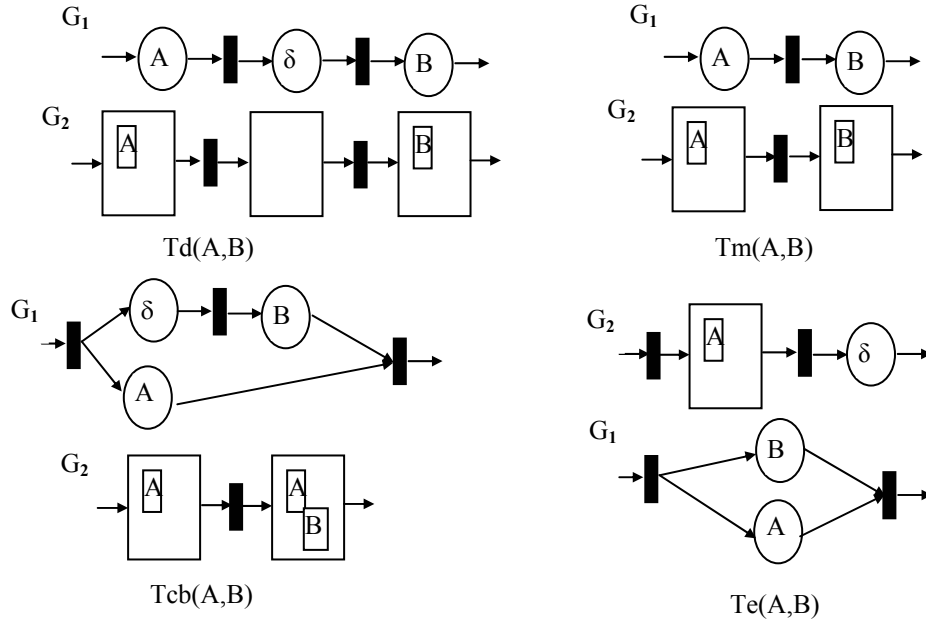 G1
A δ B
G2
A B
Td(A,B)
G1
A B
G2
A B
Tm(A,B)
G1
δ B
A
G2
A A
B
Tcb(A,B)
G2
A δ
G1
B
A
Te(A,B)